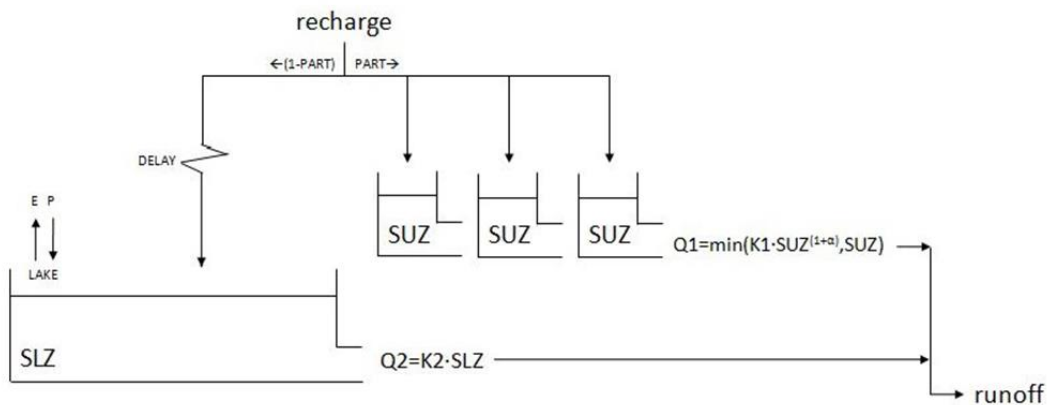 recharge
←(1-PART) PART→
DELAY
E P
LAKE
SUZ SUZ SUZ
Q1=min(K1·SUZ^(1+α),SUZ)
SLZ
Q2=K2·SLZ
runoff